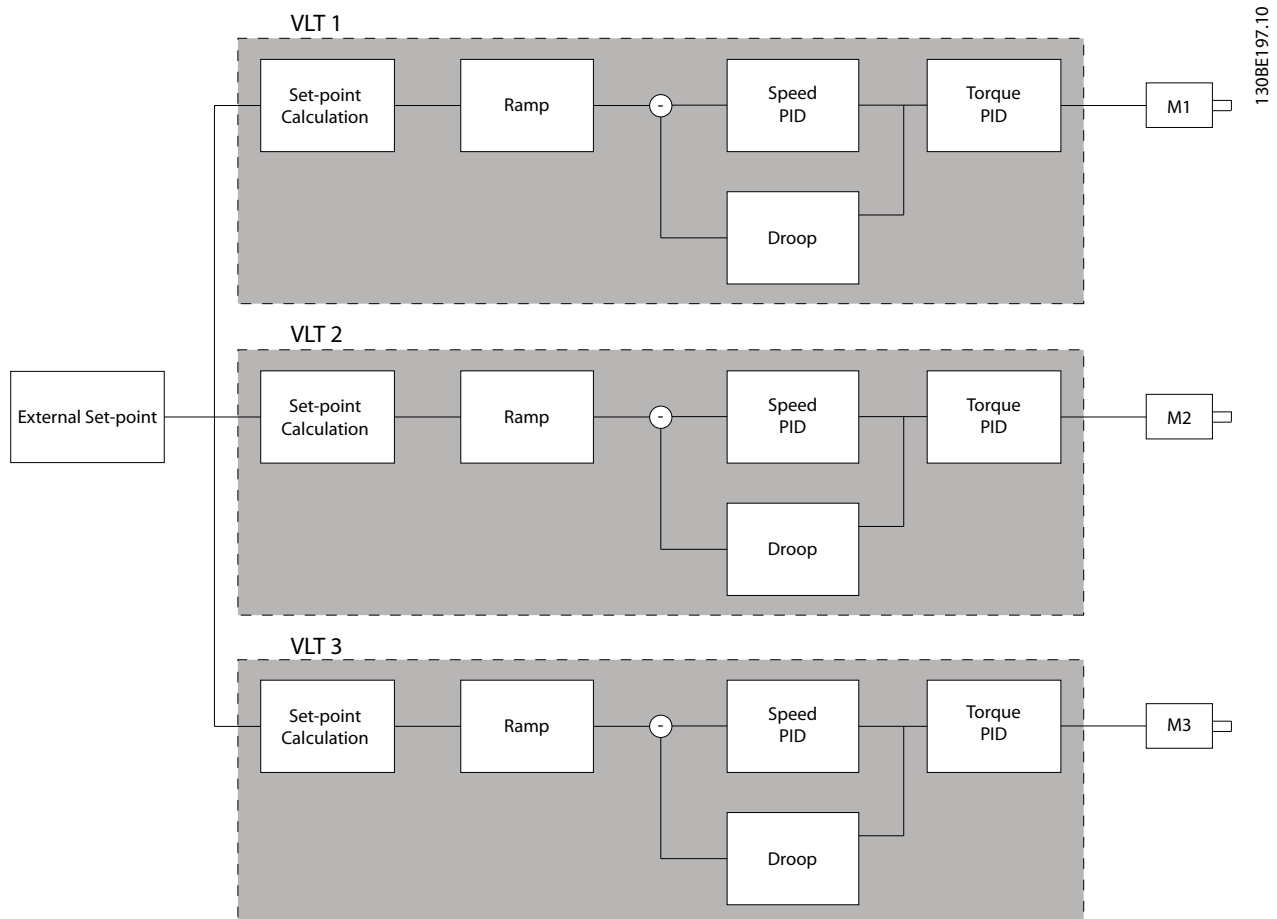 VLT 1
130BE197.10
Set-point
Calculation
Ramp
-
Speed
PID
Torque
PID
M1
Droop
VLT 2
External Set-point
Set-point
Calculation
Ramp
-
Speed
PID
Torque
PID
M2
Droop
VLT 3
Set-point
Calculation
Ramp
-
Speed
PID
Torque
PID
M3
Droop